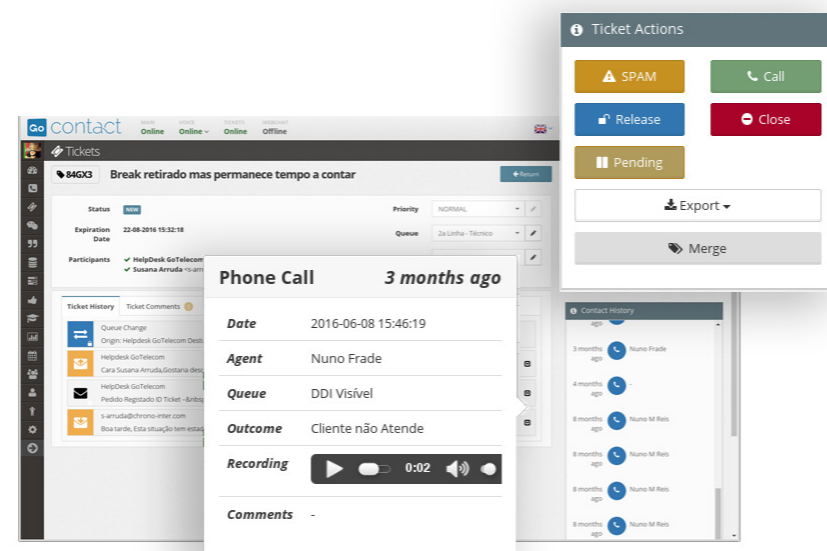 Ticket Actions
SPAM
Call
Release
Close
Pending
Export
Merge
Go contact
MAIN
Online
VOICE
Online
TICKETS
Online
WEBCHAT
Offline
Tickets
84GX3
Break retirado mas permanece tempo a contar
Return
Status
NEW
Priority
NORMAL
Expiration Date
22-08-2016 15:32:18
Queue
2a Linha - Técnico
Participants
HelpDesk GoTelecom
Susana Arruda
Ticket History
Ticket Comments
Queue Change
Origin: Helpdesk GoTelecom
Helpdesk GoTelecom
Cara Susana Arruda,Gostaria
HelpDesk GoTelecom
Pedido Registado ID Ticket
s-arruda@chrono-inter.com
Boa tarde, Esta situação tem
Phone Call
3 months ago
Date
2016-06-08 15:46:19
Agent
Nuno Frade
Queue
DDI Visível
Outcome
Cliente não Atende
Recording
0:02
Comments
-
Contact History
ago
3 months ago
Nuno Frade
4 months ago
-
8 months ago
Nuno M Reis
8 months ago
Nuno M Reis
8 months ago
Nuno M Reis
8 months ago
Nuno M Reis